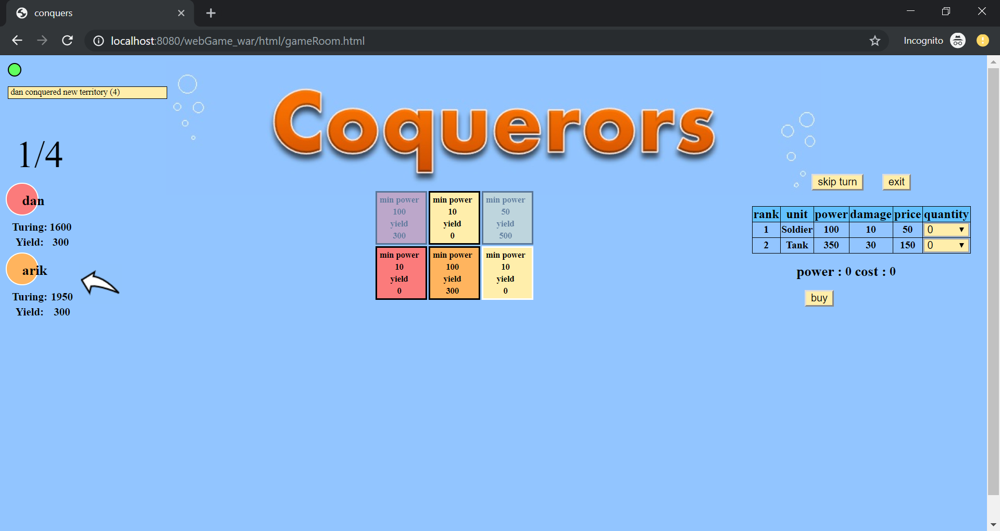 conquers
localhost:8080/webGame_war/html/gameRoom.html
Incognito
dan conquered new territory (4)
Coquerors
1/4
skip turn exit
dan
Turing: 1600
Yield: 300
arik
Turing: 1950
Yield: 300
min power
100
yield
300
min power
10
yield
0
min power
50
yield
500
min power
10
yield
0
min power
100
yield
300
min power
10
yield
0
rank unit power damage price quantity
1 Soldier 100 10 50 0
2 Tank 350 30 150 0
power : 0 cost : 0
buy